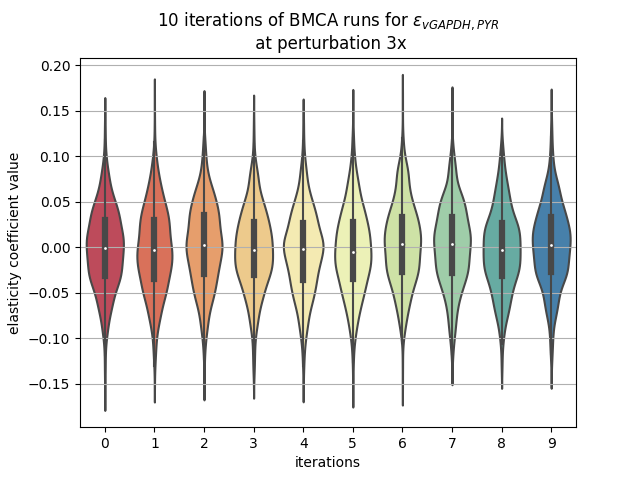 10 iterations of BMCA runs for ε_{vGAPDH, PYR}
at perturbation 3x
0.20
0.15
0.10
0.05
0.00
−0.05
−0.10
−0.15
elasticity coefficient value
0 1 2 3 4 5 6 7 8 9
iterations